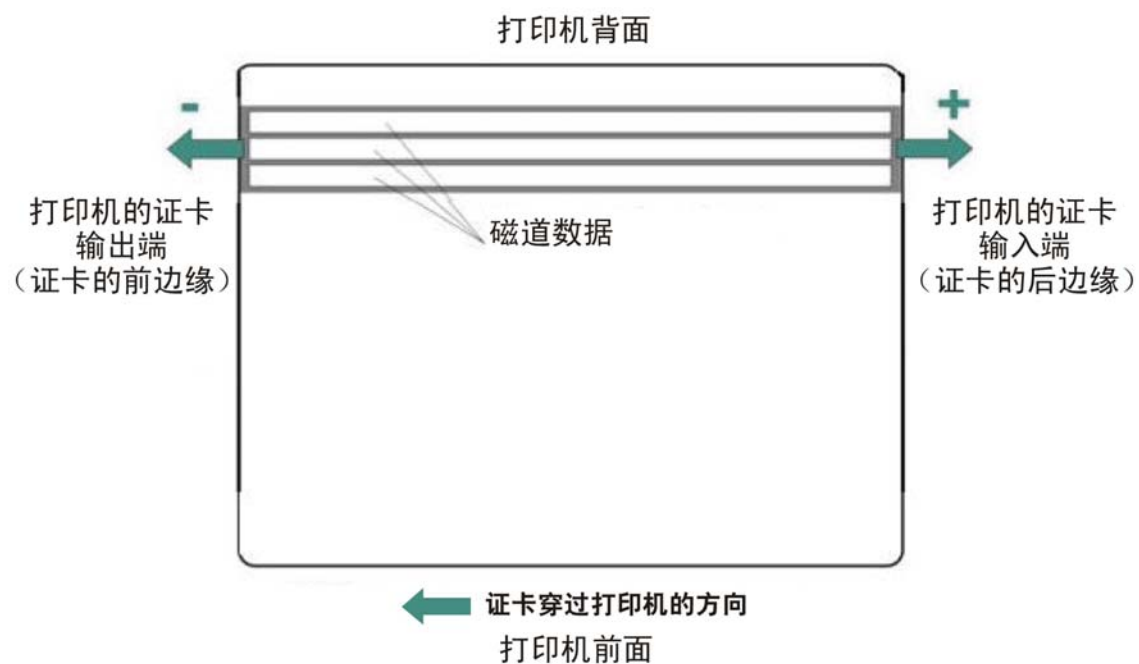 打印机背面
-
+
打印机的证卡
输出端
（证卡的前边缘）
磁道数据
打印机的证卡
输入端
（证卡的后边缘）
证卡穿过打印机的方向
打印机前面